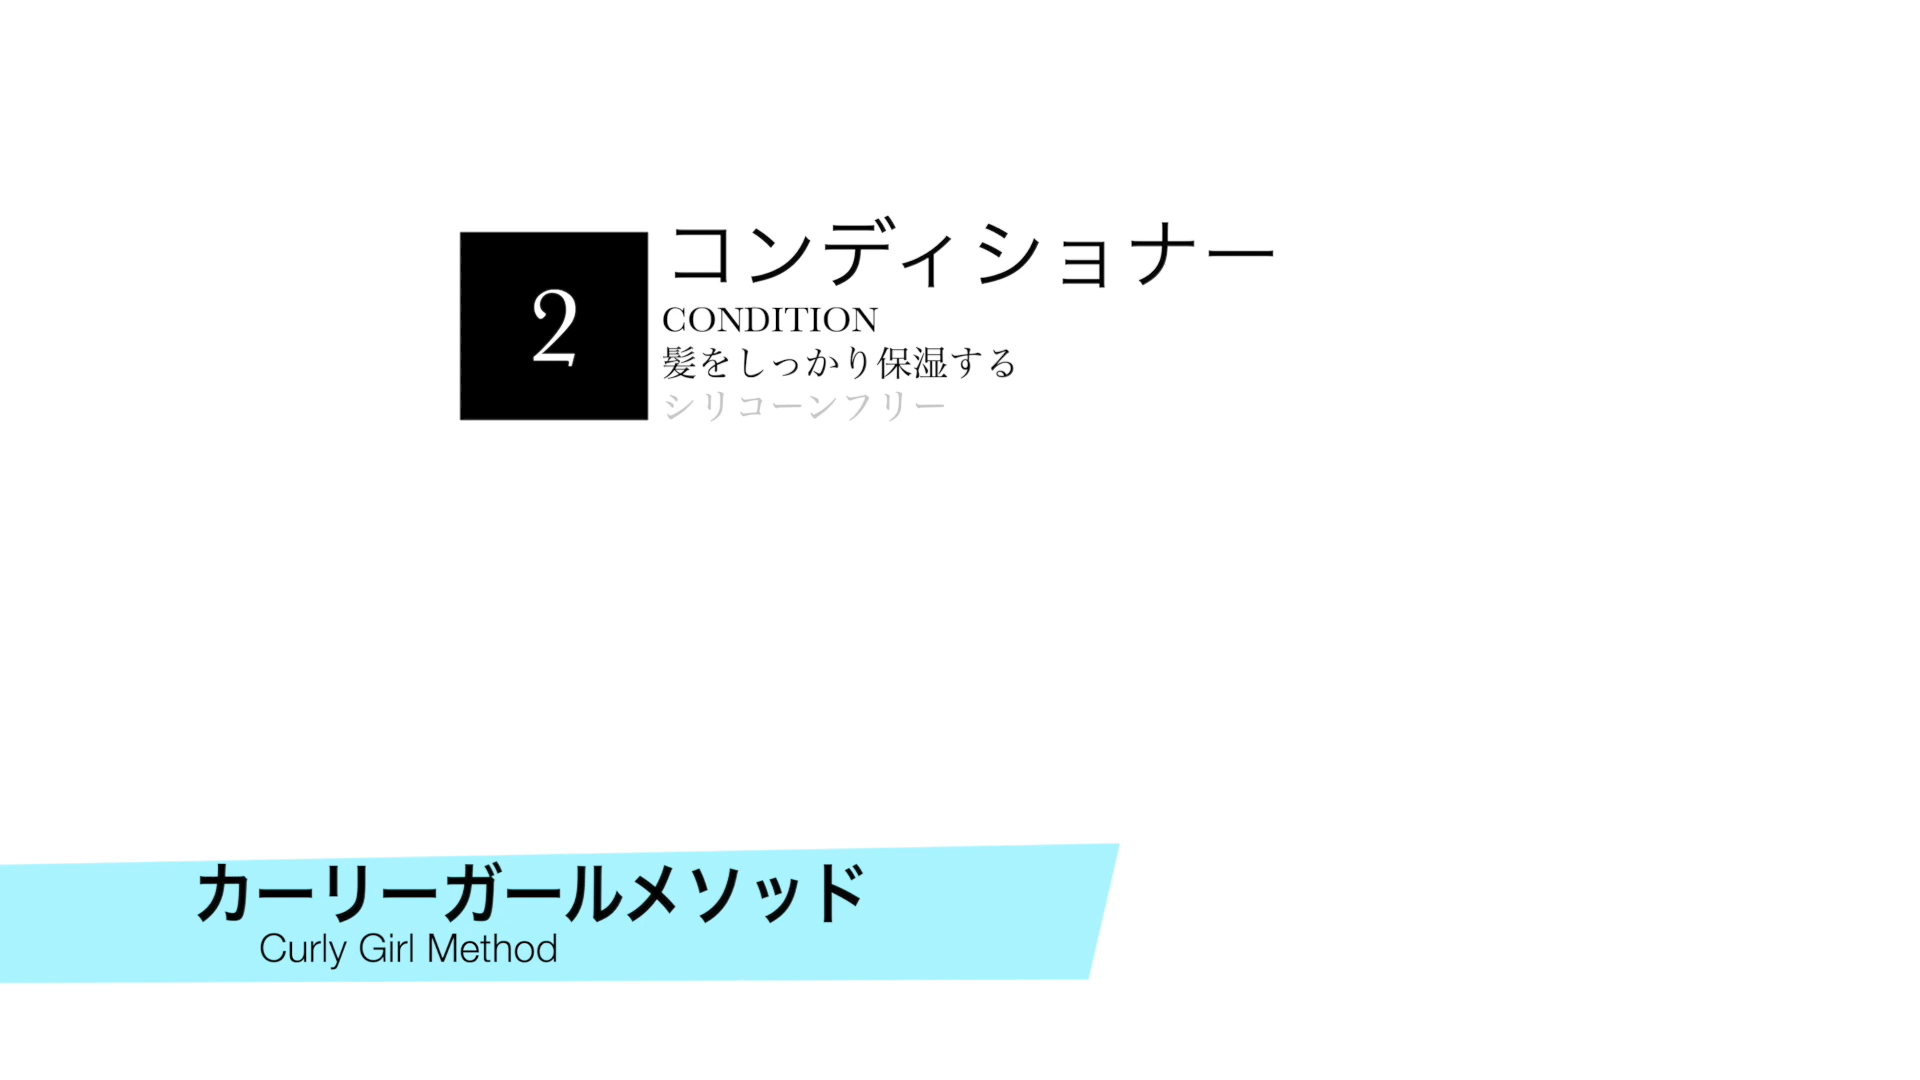 2
コンディショナー
CONDITION
髪をしっかり保湿する
シリコーンフリー
カーリーガールメソッド
Curly Girl Method